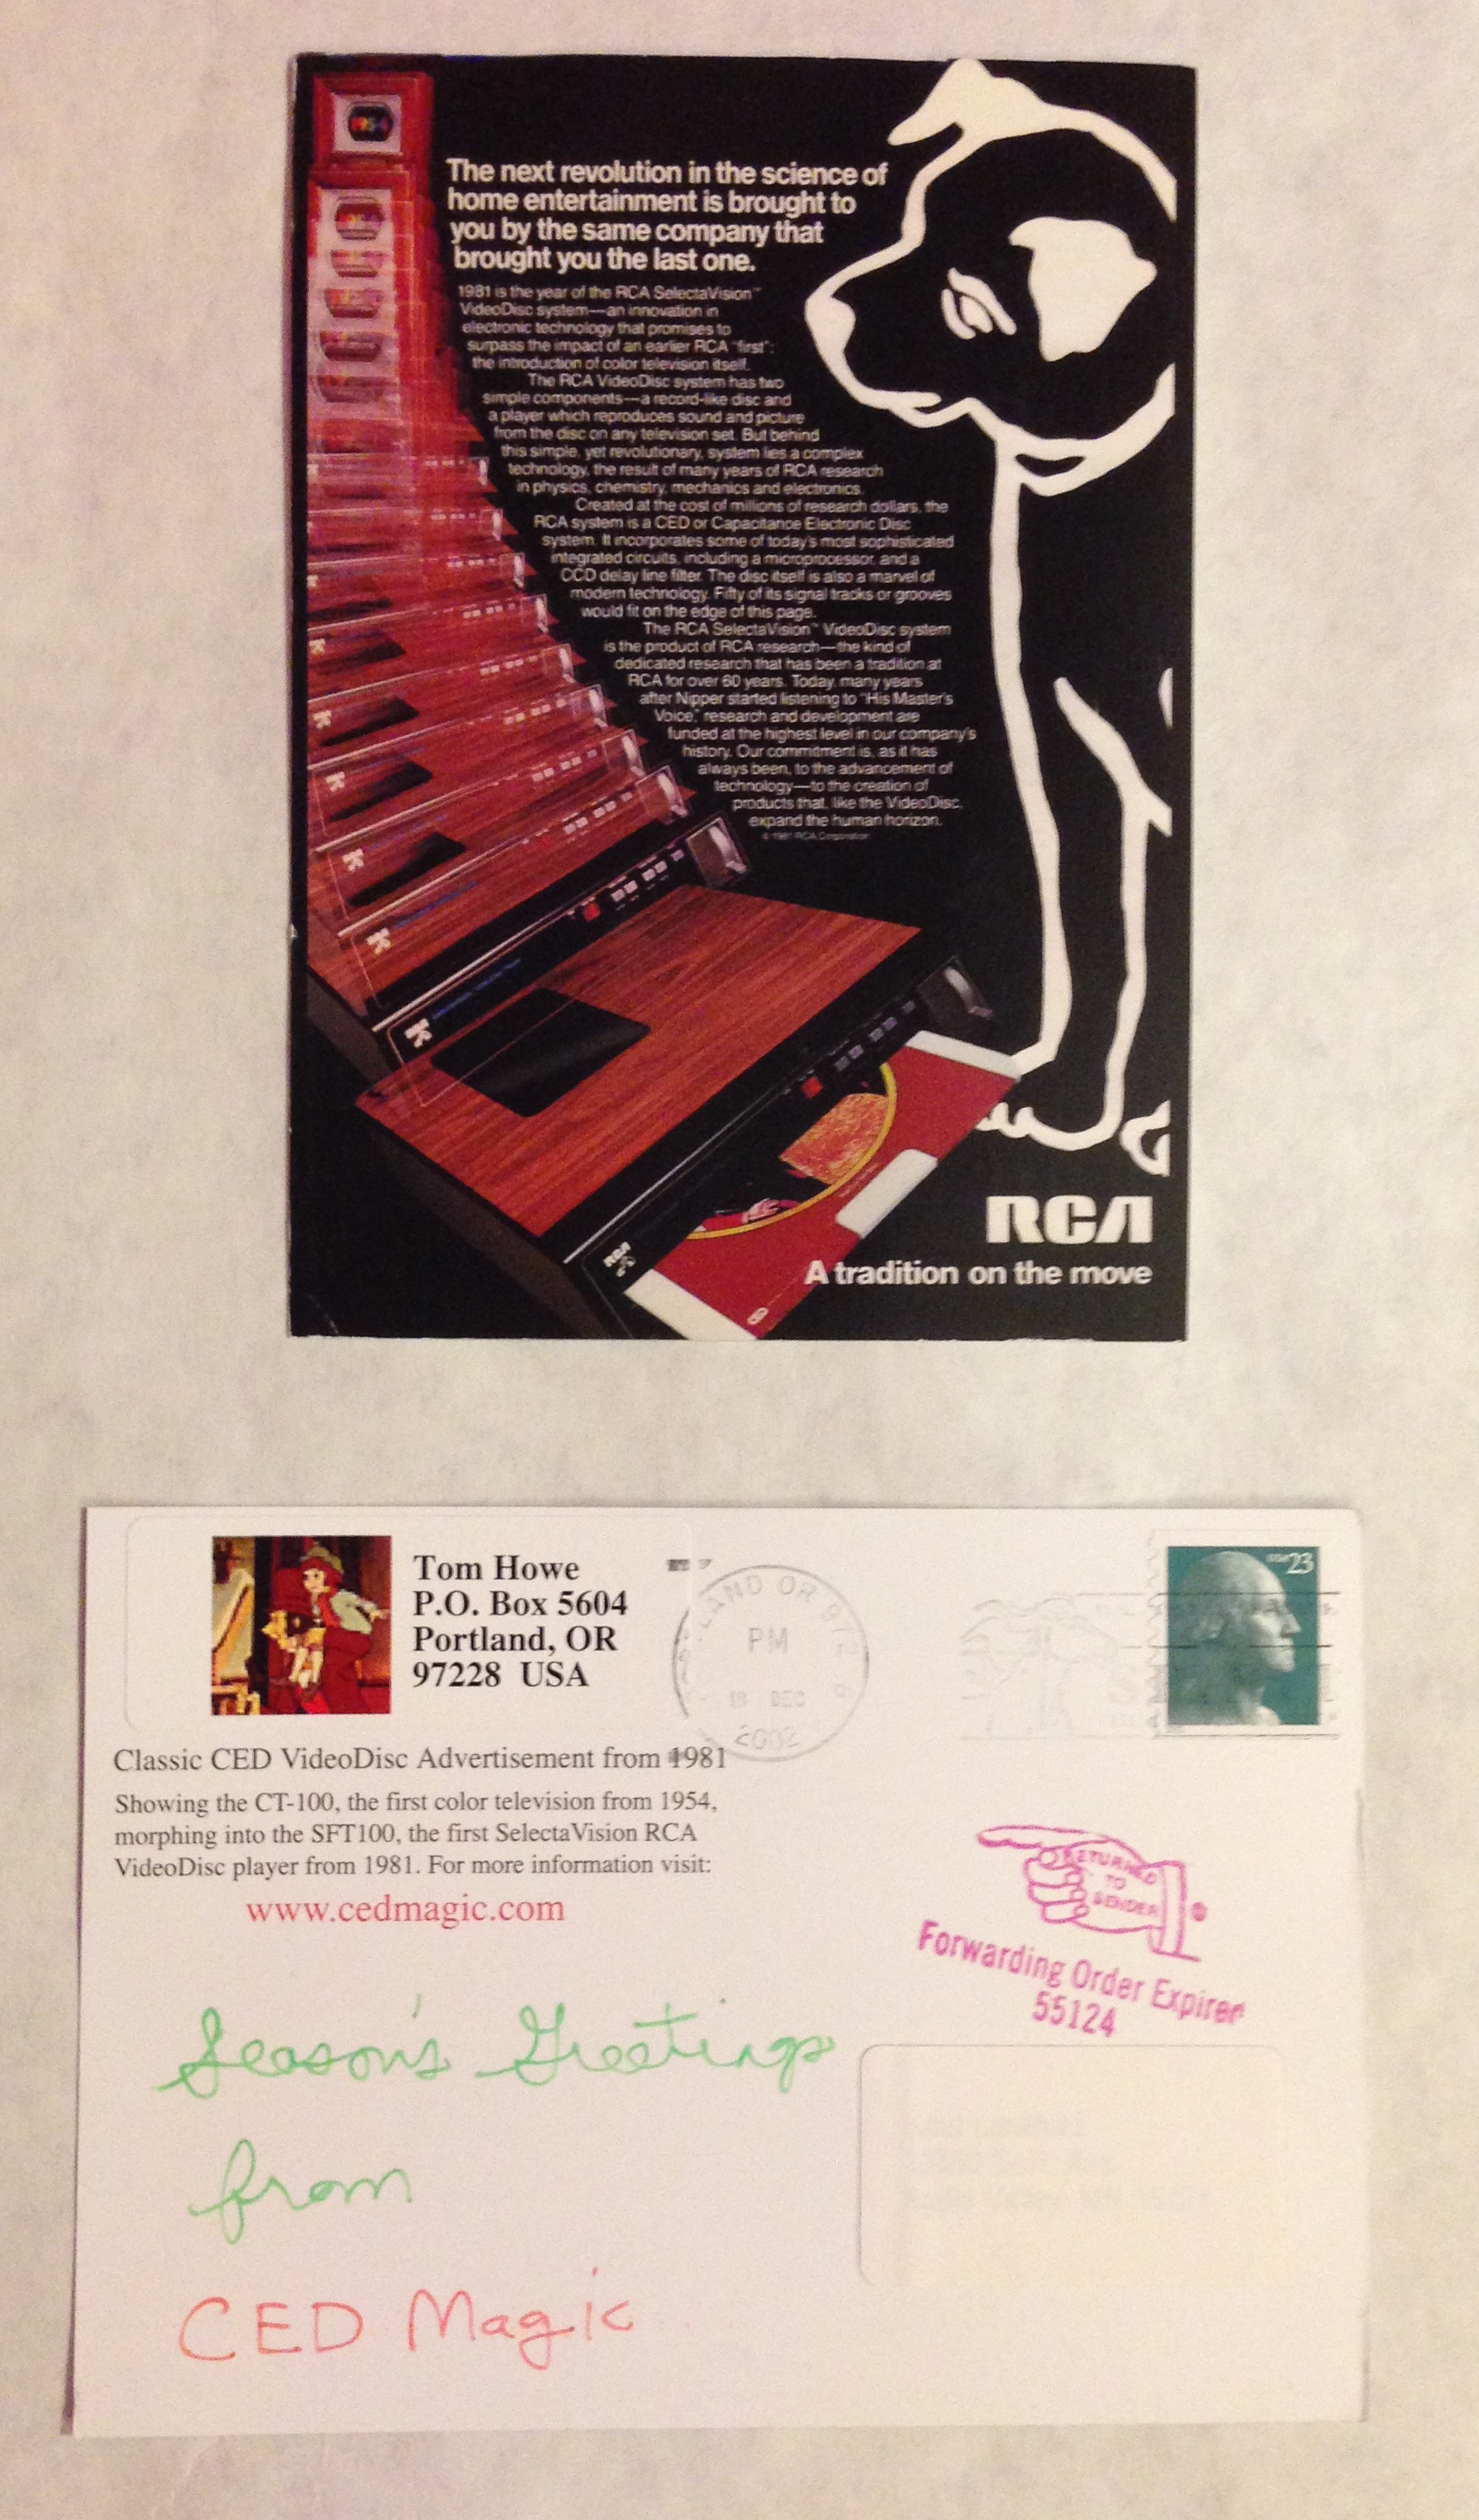 1954
The next revolution in the science of
home entertainment is brought to
you by the same company that
brought you the last one.
1981 is the year of the RCA SelectaVision™
VideoDisc system—an innovation in
electronic technology that promises to
surpass the impact of an earlier RCA "first":
the introduction of color television itself.
The RCA VideoDisc system has two
simple components—a record-like disc and
a player which reproduces sound and picture
from the disc on any television set. But behind
this simple, yet revolutionary, system lies a complex
technology, the result of many years of RCA research
in physics, chemistry, mechanics and electronics.
Created at the cost of millions of research dollars, the
RCA system is a CED or Capacitance Electronic Disc
system. It incorporates some of today's most sophisticated
integrated circuits, including a microprocessor, and a
CCD delay line filter. The disc itself is also a marvel of
modern technology. Fifty of its signal tracks or grooves
would fit on the edge of this page.
The RCA SelectaVision™ VideoDisc system
is the product of RCA research—the kind of
dedicated research that has been a tradition at
RCA for over 60 years. Today, many years
after Nipper started listening to "His Master's
Voice," research and development are
funded at the highest level in our company's
history. Our commitment is, as it has
always been, to the advancement of
technology—to the creation of
products that, like the VideoDisc,
expand the human horizon.
© 1981 RCA Corporation
RCA
RCA
A tradition on the move
Tom Howe
P.O. Box 5604
Portland, OR
97228 USA
LAND OR 972
PM
18 DEC
2002
USA 23
Classic CED VideoDisc Advertisement from 1981
Showing the CT-100, the first color television from 1954,
morphing into the SFT100, the first SelectaVision RCA
VideoDisc player from 1981. For more information visit:
www.cedmagic.com
RETURNED
TO
SENDER
Forwarding Order Expired
55124
Season's Greetings
from
CED Magic